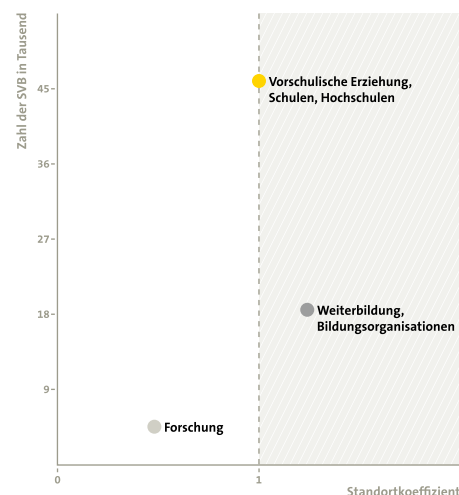 Zahl der SVB in Tausend
45
36
27
18
9
Vorschulische Erziehung,
Schulen, Hochschulen
Weiterbildung,
Bildungsorganisationen
Forschung
0
1
Standortkoeffizient